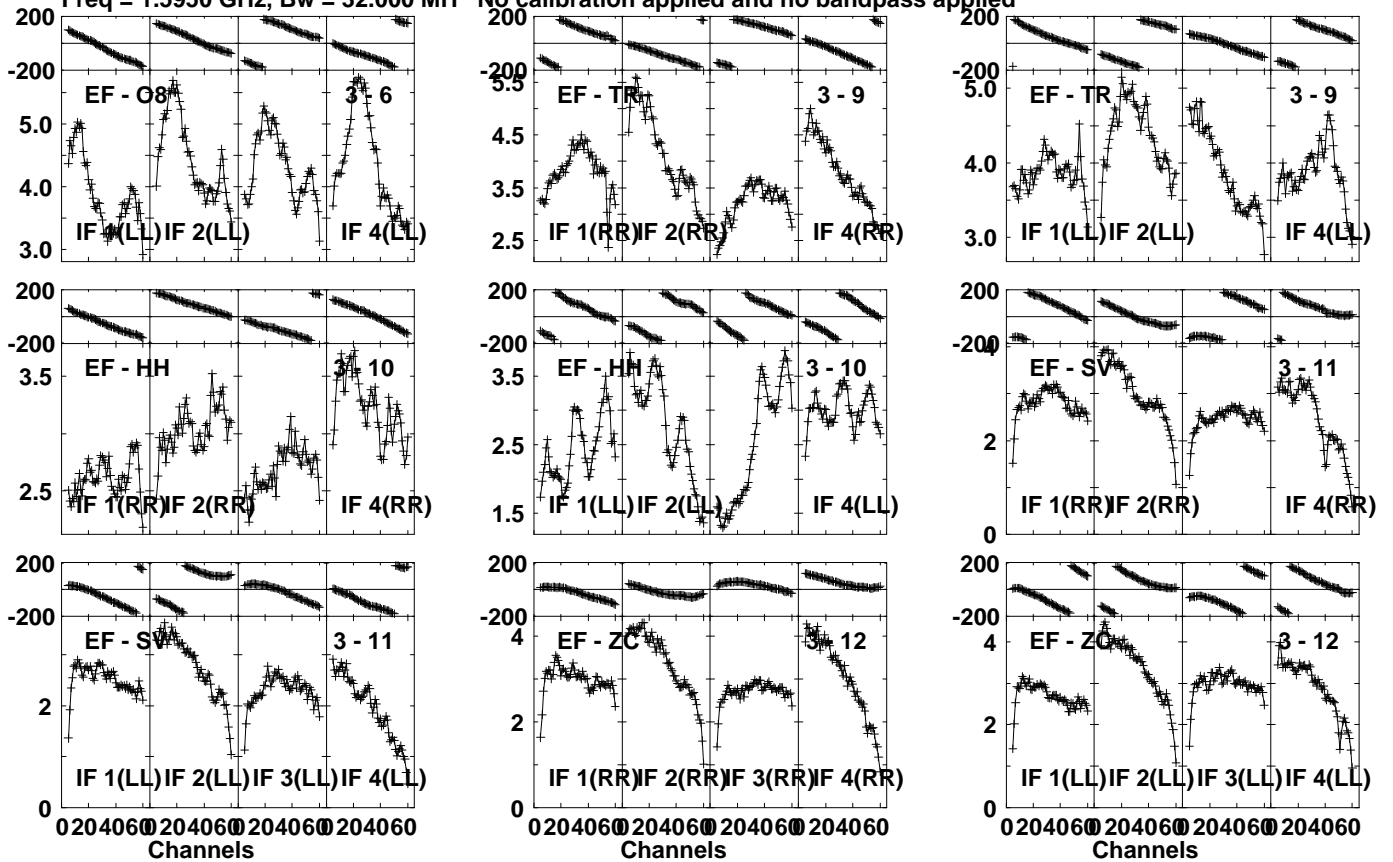 Freq = 1.5950 GHz, Bw = 32.000 MH No calibration applied and no bandpass applied
200
-200
EF - O8
3 - 6
5.0
4.0
3.0
IF 1(LL)
IF 2(LL)
IF 4(LL)
-200
5.5
EF - TR
3 - 9
4.5
3.5
2.5
IF 1(RR)
IF 2(RR)
IF 4(RR)
200
-200
5.0
EF - TR
3 - 9
4.0
3.0
IF 1(LL)
IF 2(LL)
IF 4(LL)
200
-200
EF - HH
3 - 10
3.5
2.5
IF 1(RR)
IF 2(RR)
IF 4(RR)
200
-200
EF - HH
3 - 10
3.5
2.5
1.5
IF 1(LL)
IF 2(LL)
IF 4(LL)
200
-200
4
EF - SV
3 - 11
2
0
IF 1(RR)
IF 2(RR)
IF 4(RR)
200
-200
EF - SV
3 - 11
2
0
IF 1(LL)
IF 2(LL)
IF 3(LL)
IF 4(LL)
0 20 40 60 0 20 40 60 0 20 40 60 0 20 40 60
Channels
200
-200
EF - ZC
3 - 12
4
2
0
IF 1(RR)
IF 2(RR)
IF 3(RR)
IF 4(RR)
0 20 40 60 0 20 40 60 0 20 40 60 0 20 40 60
Channels
200
-200
EF - ZC
3 - 12
4
2
0
IF 1(LL)
IF 2(LL)
IF 3(LL)
IF 4(LL)
0 20 40 60 0 20 40 60 0 20 40 60 0 20 40 60
Channels